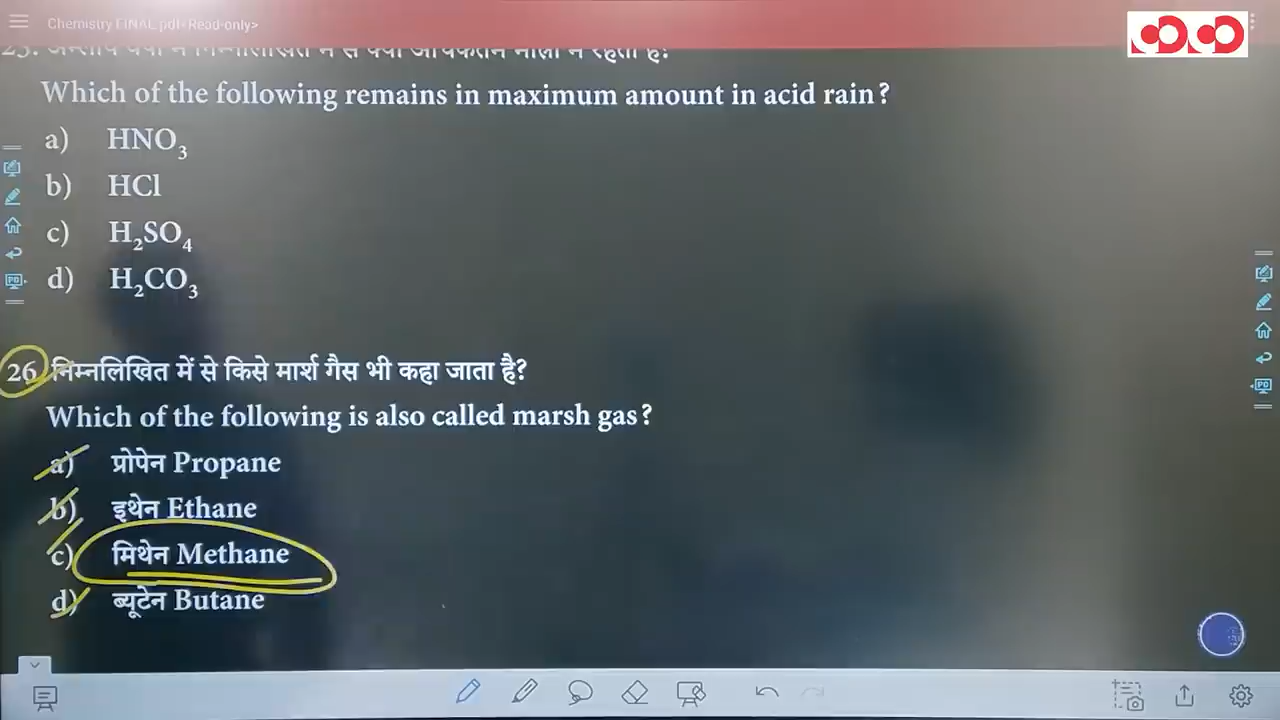 Chemistry FINAL.pdf<Read-only>
Which of the following remains in maximum amount in acid rain?
a) HNO₃
b) HCl
c) H₂SO₄
d) H₂CO₃
26 निम्नलिखित में से किसे मार्श गैस भी कहा जाता है?
Which of the following is also called marsh gas?
a) प्रोपेन Propane
b) इथेन Ethane
c) मिथेन Methane
d) ब्यूटेन Butane